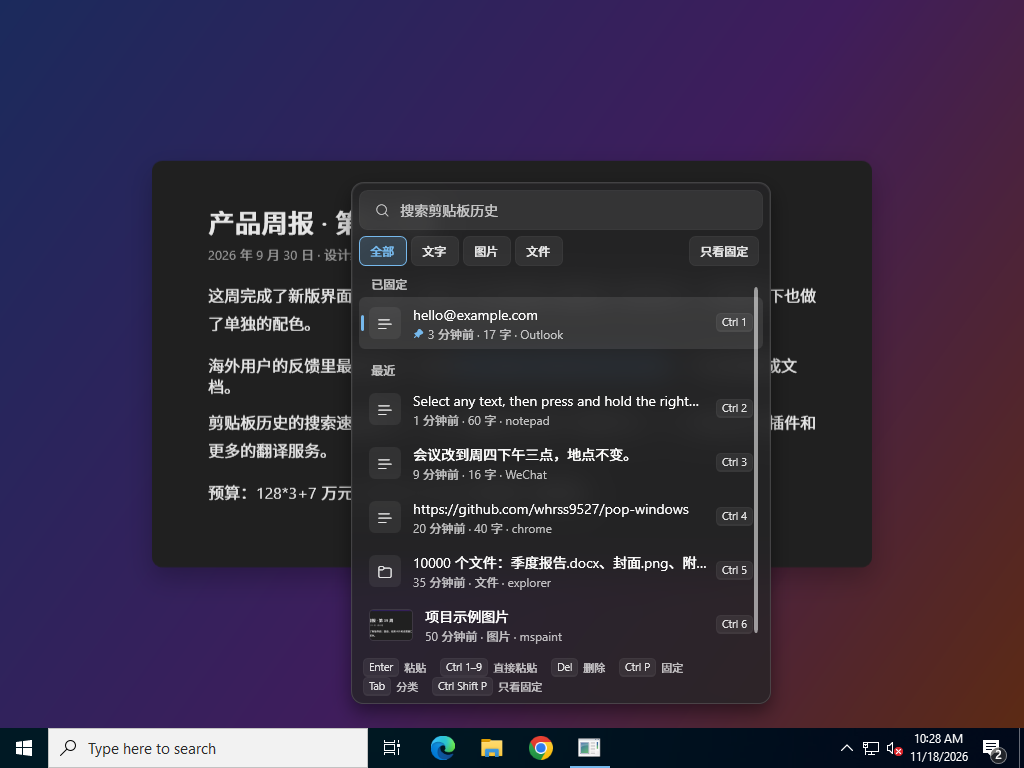 产品周报 · 第
2026 年 9 月 30 日 · 设计
这周完成了新版界面
下也做
了单独的配色。
海外用户的反馈里最
成文
档。
剪贴板历史的搜索速
插件和
更多的翻译服务。
预算：128*3+7 万元
搜索剪贴板历史
全部 文字 图片 文件 只看固定
已固定
hello@example.com
3 分钟前 · 17 字 · Outlook
Ctrl 1
最近
Select any text, then press and hold the right...
1 分钟前 · 60 字 · notepad
Ctrl 2
会议改到周四下午三点，地点不变。
9 分钟前 · 16 字 · WeChat
Ctrl 3
https://github.com/whrss9527/pop-windows
20 分钟前 · 40 字 · chrome
Ctrl 4
10000 个文件：季度报告.docx、封面.png、附...
35 分钟前 · 文件 · explorer
Ctrl 5
项目示例图片
50 分钟前 · 图片 · mspaint
Ctrl 6
Enter 粘贴 Ctrl 1–9 直接粘贴 Del 删除 Ctrl P 固定
Tab 分类 Ctrl Shift P 只看固定
Type here to search
10:28 AM
11/18/2026
2